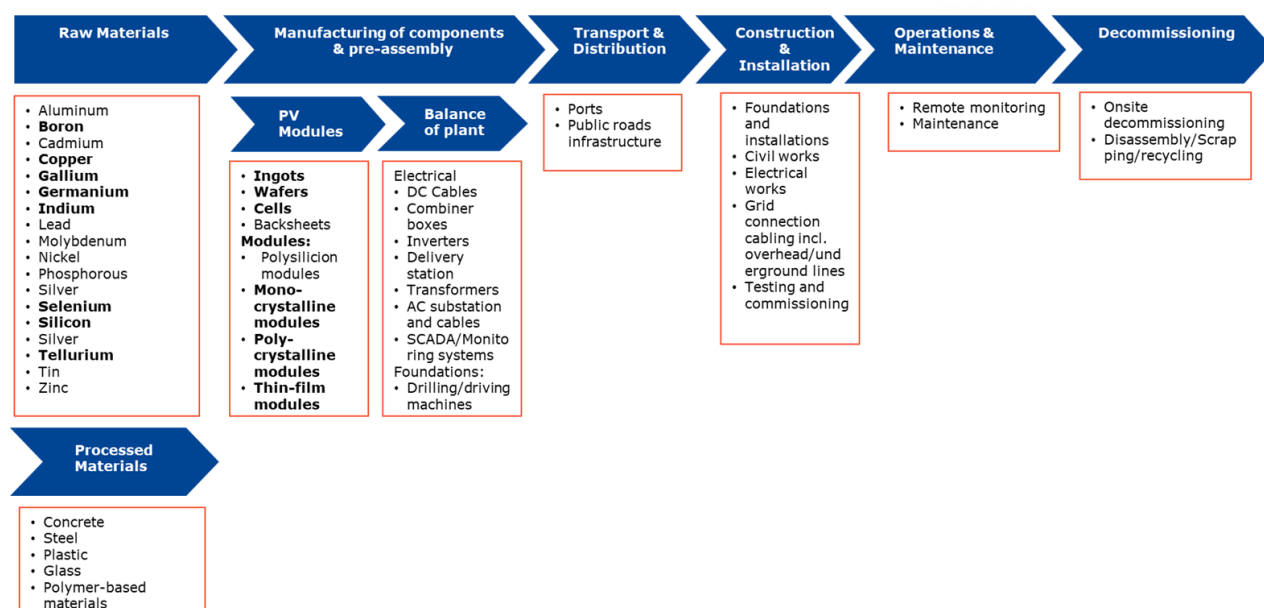 Raw Materials
Manufacturing of components
& pre-assembly
Transport &
Distribution
Construction
&
Installation
Operations &
Maintenance
Decommissioning
• Aluminum
• Boron
• Cadmium
• Copper
• Gallium
• Germanium
• Indium
• Lead
• Molybdenum
• Nickel
• Phosphorous
• Silver
• Selenium
• Silicon
• Silver
• Tellurium
• Tin
• Zinc
PV
Modules
• Ingots
• Wafers
• Cells
• Backsheets
Modules:
• Polysilicion
modules
• Mono-
crystalline
modules
• Poly-
crystalline
modules
• Thin-film
modules
Balance
of plant
Electrical
• DC Cables
• Combiner
boxes
• Inverters
• Delivery
station
• Transformers
• AC substation
and cables
• SCADA/Monito
ring systems
Foundations:
• Drilling/driving
machines
• Ports
• Public roads
infrastructure
• Foundations
and
installations
• Civil works
• Electrical
works
• Grid
connection
cabling incl.
overhead/und
erground lines
• Testing and
commissioning
• Remote monitoring
• Maintenance
• Onsite
decommissioning
• Disassembly/Scrap
ping/recycling
Processed
Materials
• Concrete
• Steel
• Plastic
• Glass
• Polymer-based
materials